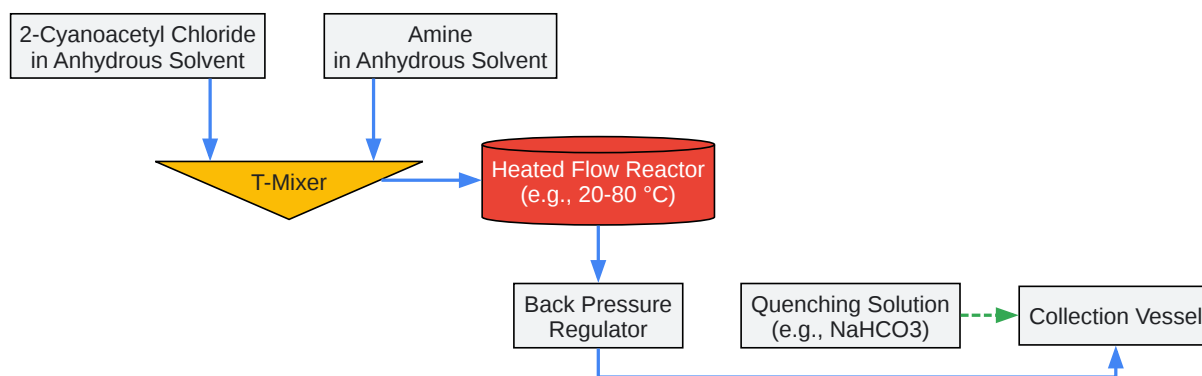 2-Cyanoacetyl Chloride
in Anhydrous Solvent
Amine
in Anhydrous Solvent
T-Mixer
Heated Flow Reactor
(e.g., 20-80 °C)
Back Pressure
Regulator
Quenching Solution
(e.g., NaHCO3)
Collection Vessel